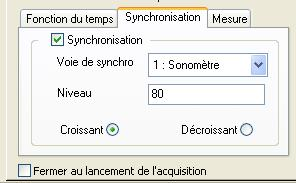 Fonction du temps Synchronisation Mesure
Synchronisation
Voie de synchro 1 : Sonomètre
Niveau 80
Croissant Décroissant
Fermer au lancement de l'acquisition